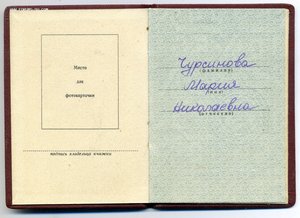 Место
для
фотокарточки
подпись владельца книжки
Чурсинова
(фамилия)
Мария
(имя)
Николаевна
(отчество)